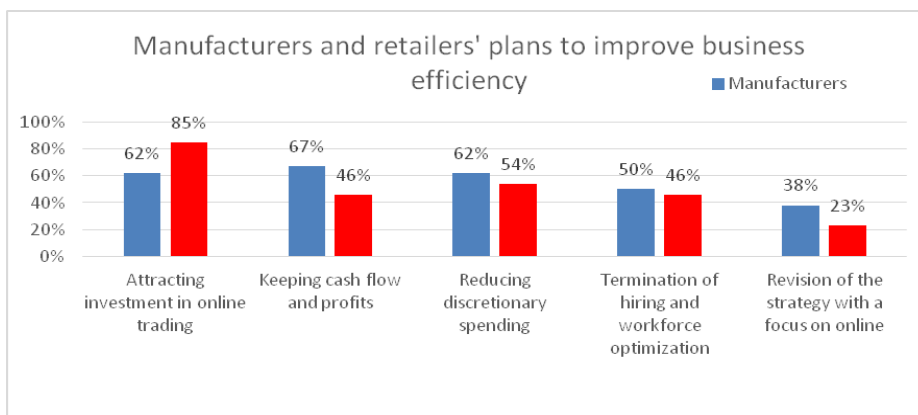 Manufacturers and retailers' plans to improve business
efficiency
Manufacturers
100%
80%
60%
40%
20%
0%
62%
85%
67%
46%
62%
54%
50%
46%
38%
23%
Attracting
investment in online
trading
Keeping cash flow
and profits
Reducing
discretionary
spending
Termination of
hiring and
workforce
optimization
Revision of the
strategy with a
focus on online